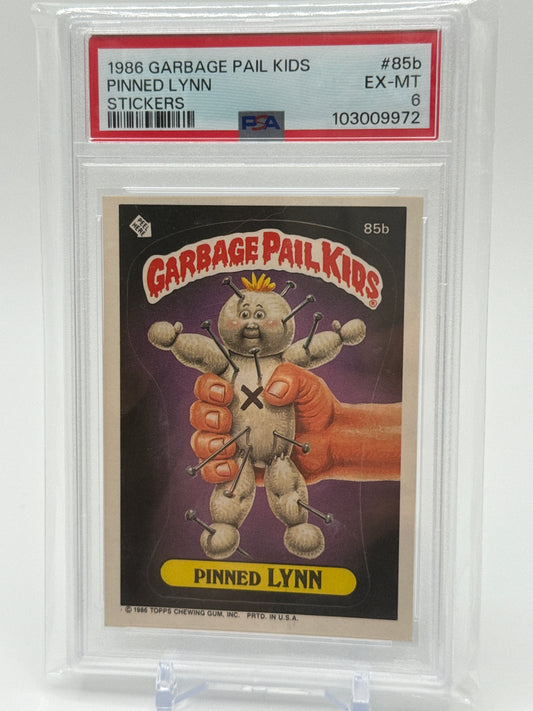 1986 GARBAGE PAIL KIDS #85b
PINNED LYNN EX-MT
STICKERS 6
PSA 103009972
PEEL HERE 85b
GARBAGE PAIL KIDS®
X
PINNED LYNN
© 1986 TOPPS CHEWING GUM, INC. PRTD. IN U.S.A.